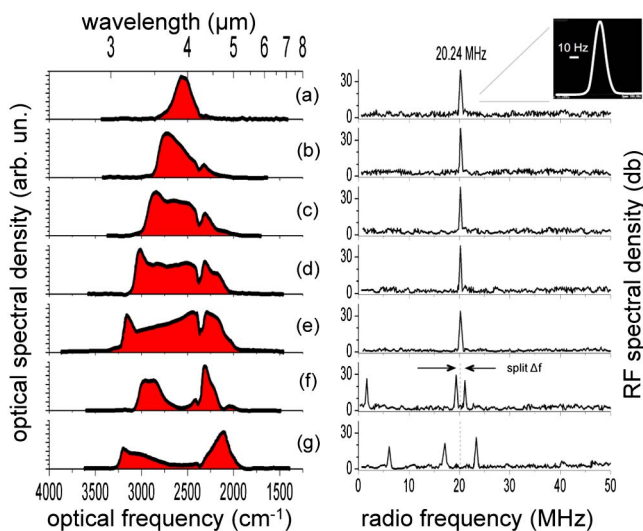 wavelength (µm)
3 4 5 6 7 8
optical spectral density (arb. un.)
(a)
(b)
(c)
(d)
(e)
(f)
(g)
4000 3500 3000 2500 2000 1500
optical frequency (cm⁻¹)
20.24 MHz
10 Hz
30
0
30
0
30
0
30
0
30
0
split Δf
30
0
30
0
0 10 20 30 40 50
radio frequency (MHz)
RF spectral density (db)